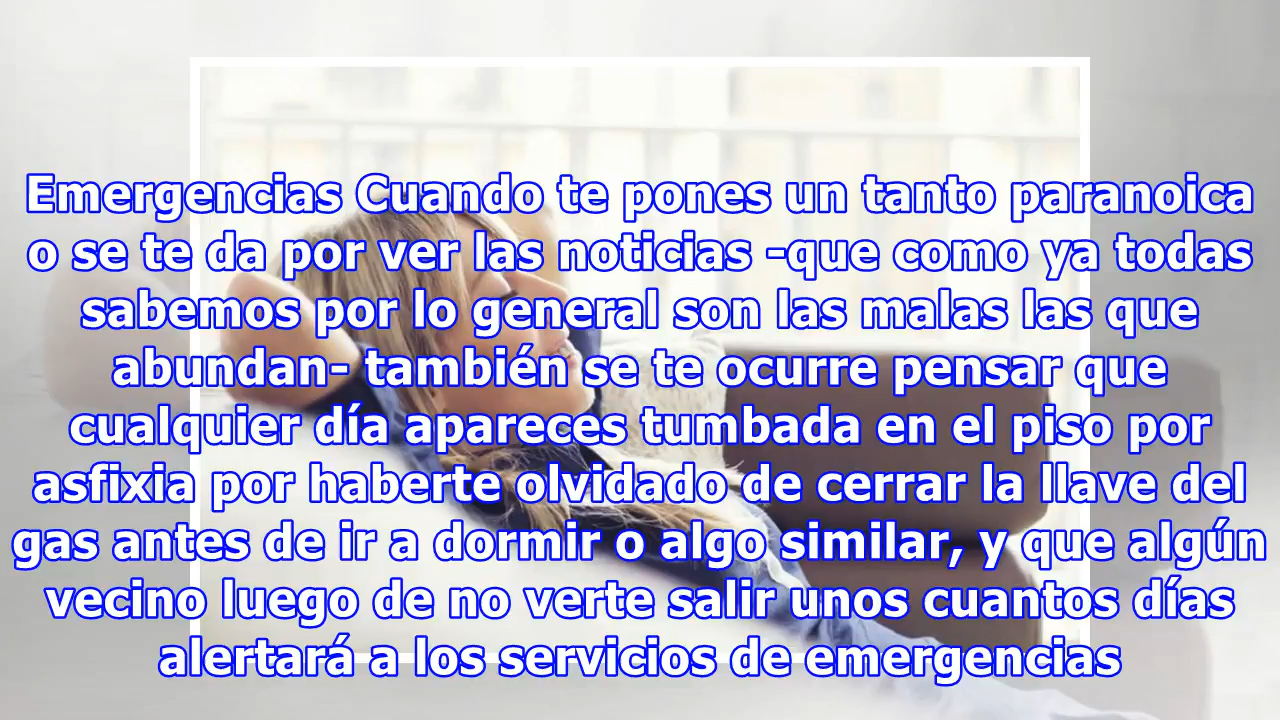 Emergencias Cuando te pones un tanto paranoica
o se te da por ver las noticias -que como ya todas
sabemos por lo general son las malas las que
abundan- también se te ocurre pensar que
cualquier día apareces tumbada en el piso por
asfixia por haberte olvidado de cerrar la llave del
gas antes de ir a dormir o algo similar, y que algún
vecino luego de no verte salir unos cuantos días
alertará a los servicios de emergencias